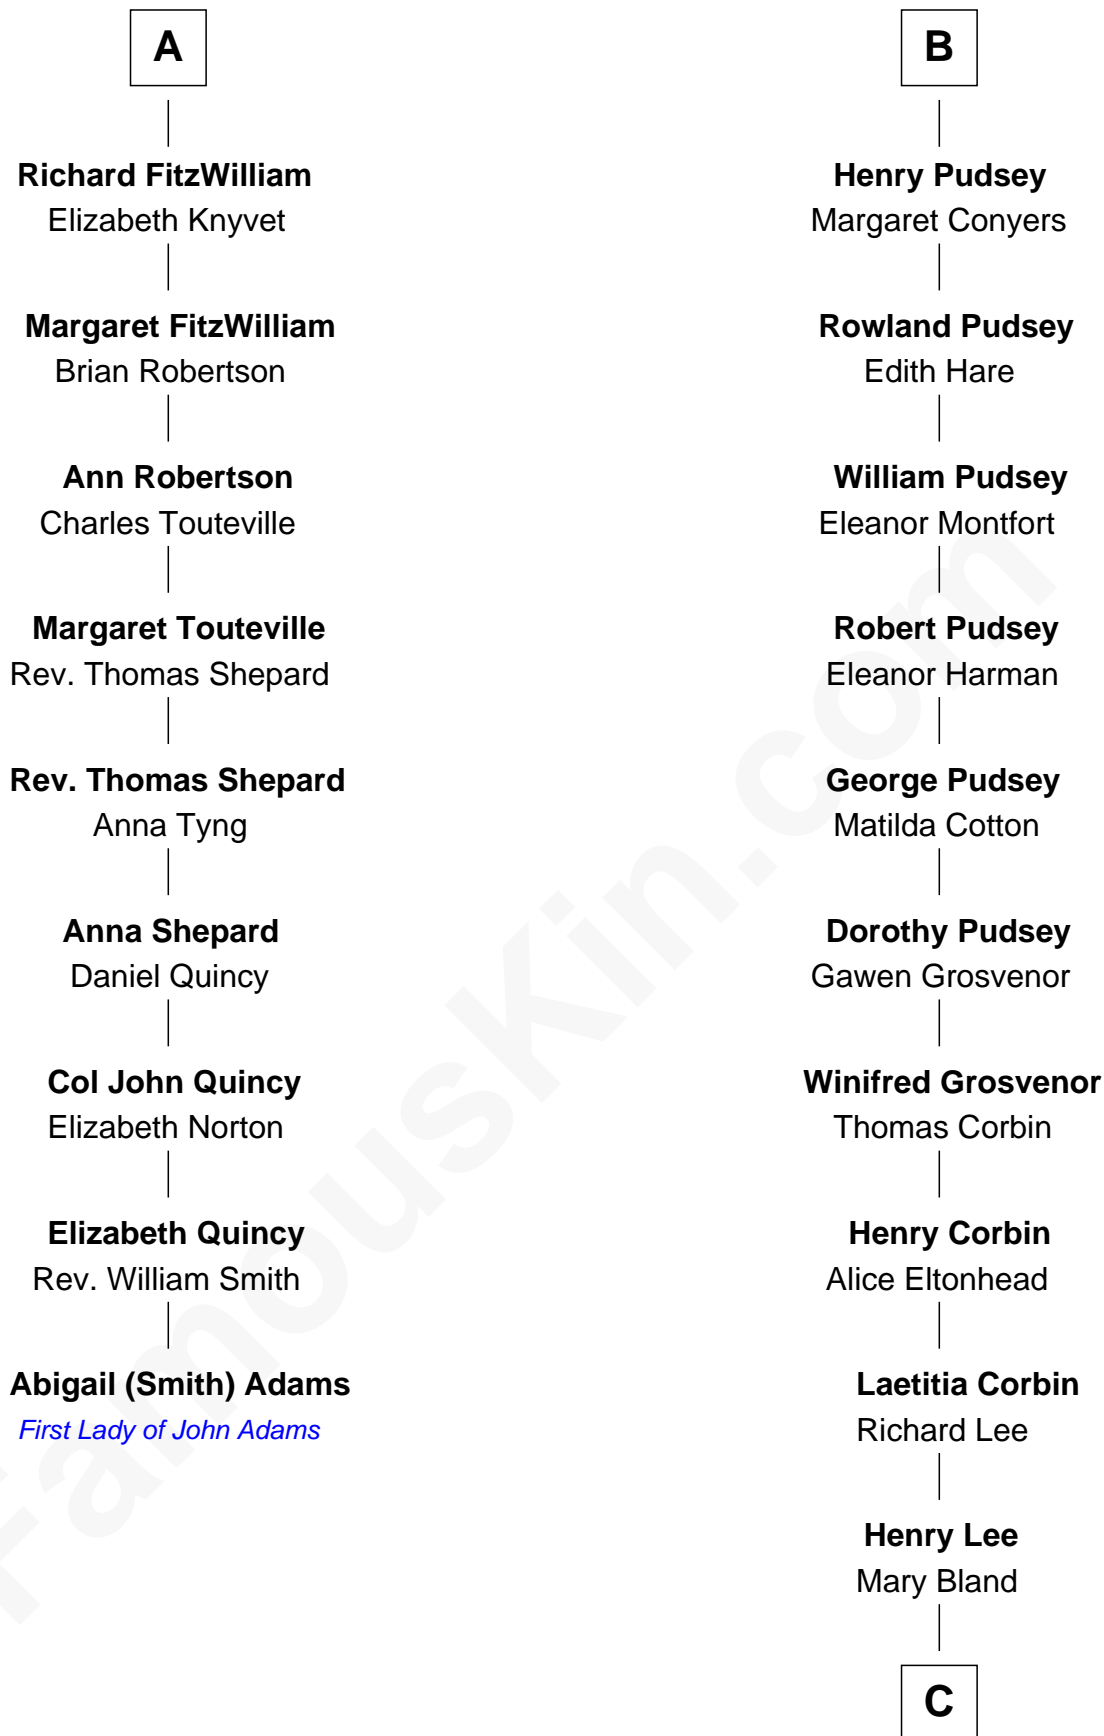 A
Richard FitzWilliam
Elizabeth Knyvet
Margaret FitzWilliam
Brian Robertson
Ann Robertson
Charles Touteville
Margaret Touteville
Rev. Thomas Shepard
Rev. Thomas Shepard
Anna Tyng
Anna Shepard
Daniel Quincy
Col John Quincy
Elizabeth Norton
Elizabeth Quincy
Rev. William Smith
Abigail (Smith) Adams
First Lady of John Adams
B
Henry Pudsey
Margaret Conyers
Rowland Pudsey
Edith Hare
William Pudsey
Eleanor Montfort
Robert Pudsey
Eleanor Harman
George Pudsey
Matilda Cotton
Dorothy Pudsey
Gawen Grosvenor
Winifred Grosvenor
Thomas Corbin
Henry Corbin
Alice Eltonhead
Laetitia Corbin
Richard Lee
Henry Lee
Mary Bland
C
FamousKin.com